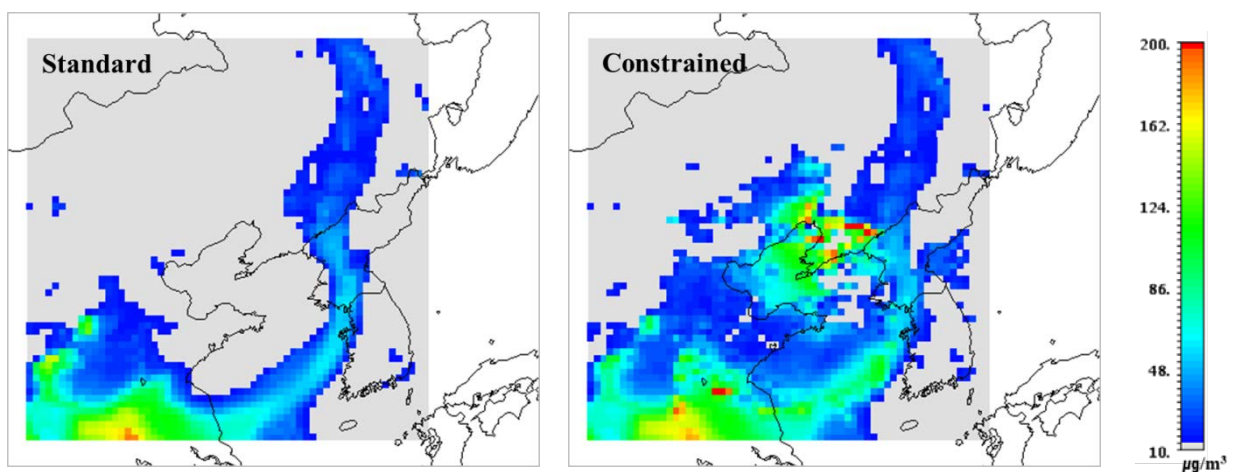 Standard
Constrained
200.
162.
124.
86.
48.
10.
µg/m³